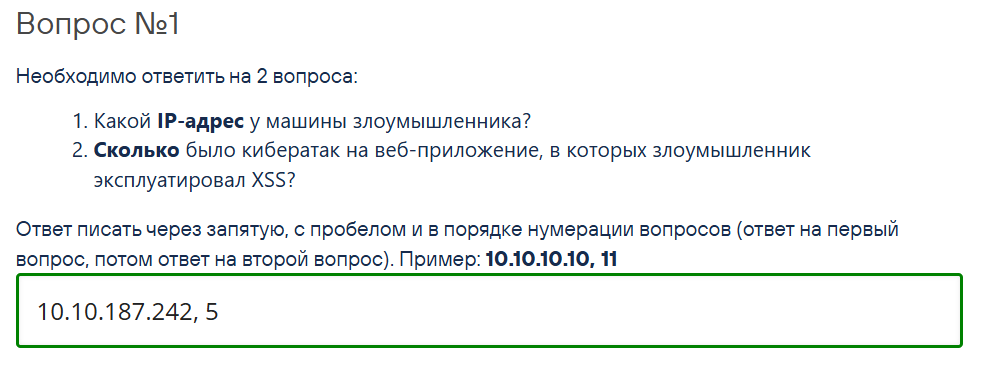 Вопрос №1
Необходимо ответить на 2 вопроса:
1. Какой IP-адрес у машины злоумышленника?
2. Сколько было кибератак на веб-приложение, в которых злоумышленник
эксплуатировал XSS?
Ответ писать через запятую, с пробелом и в порядке нумерации вопросов (ответ на первый
вопрос, потом ответ на второй вопрос). Пример: 10.10.10.10, 11
10.10.187.242, 5